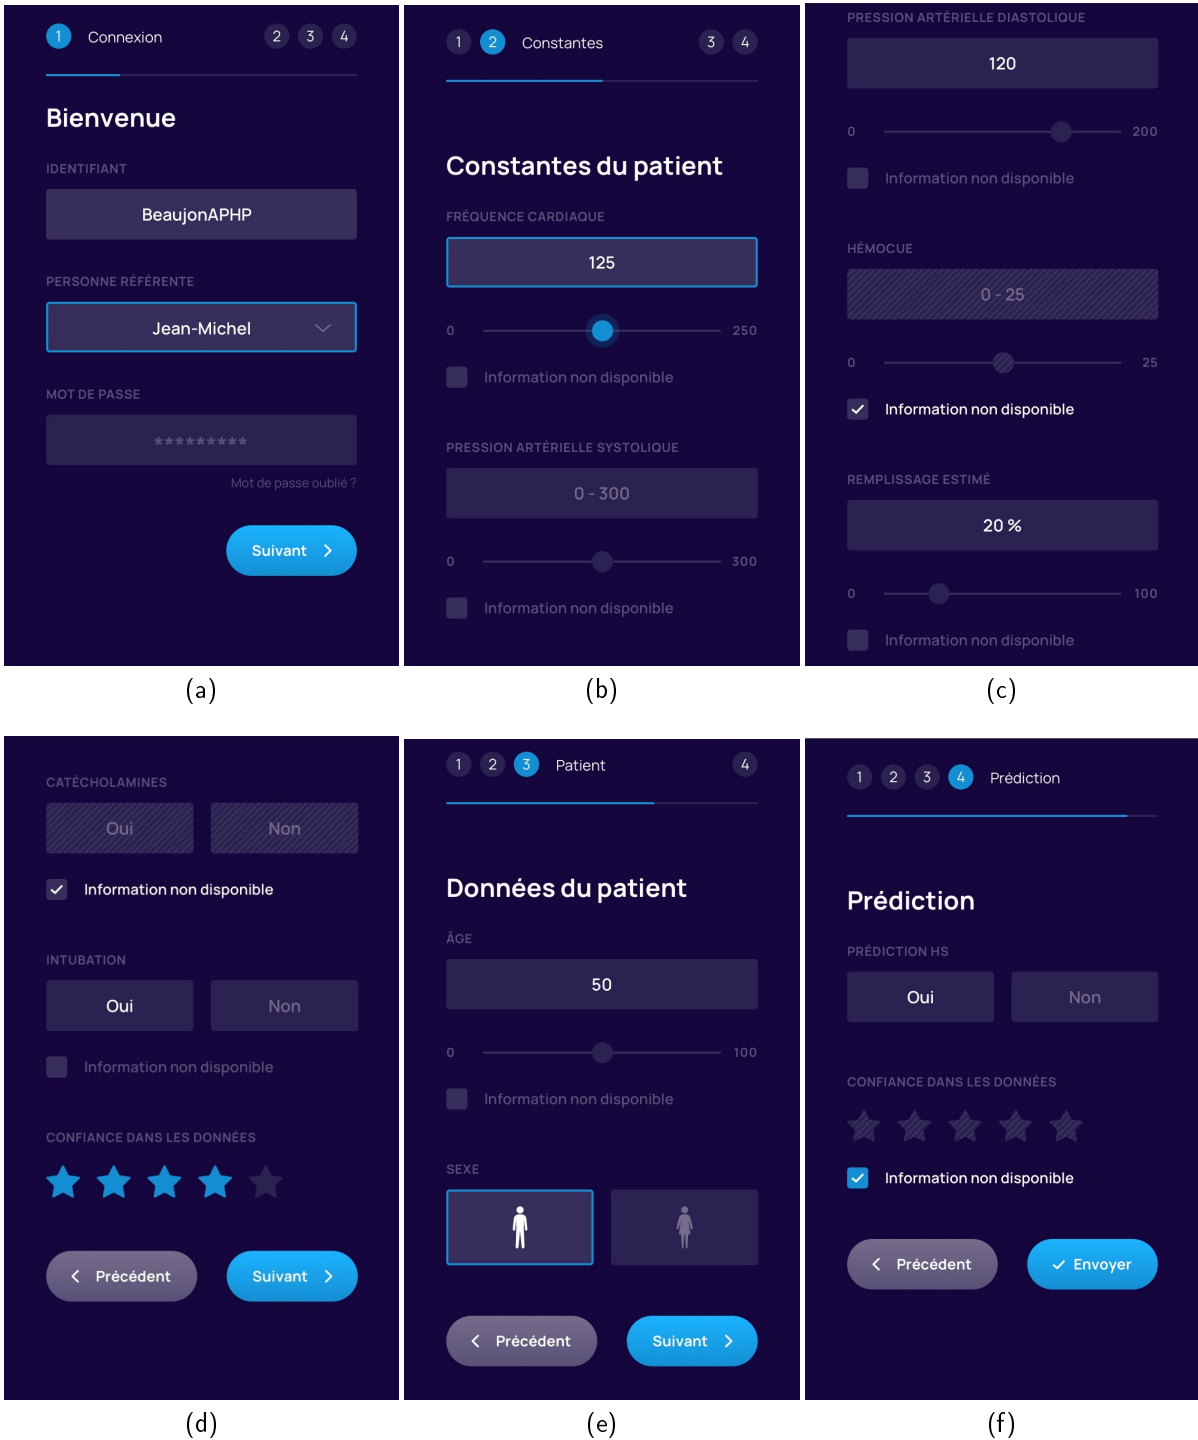 1 Connexion 2 3 4
Bienvenue
IDENTIFIANT
BeaujonAPHP
PERSONNE RÉFÉRENTE
Jean-Michel
MOT DE PASSE
*********
Mot de passe oublié ?
Suivant
(a)
1 2 Constantes 3 4
Constantes du patient
FRÉQUENCE CARDIAQUE
125
0 250
Information non disponible
PRESSION ARTÉRIELLE SYSTOLIQUE
0 - 300
0 300
Information non disponible
(b)
PRESSION ARTÉRIELLE DIASTOLIQUE
120
0 200
Information non disponible
HÉMOCUE
0 - 25
0 25
Information non disponible
REMPLISSAGE ESTIMÉ
20 %
0 100
Information non disponible
(c)
CATÉCHOLAMINES
Oui Non
Information non disponible
INTUBATION
Oui Non
Information non disponible
CONFIANCE DANS LES DONNÉES
Précédent Suivant
(d)
1 2 3 Patient 4
Données du patient
ÂGE
50
0 100
Information non disponible
SEXE
Précédent Suivant
(e)
1 2 3 4 Prédiction
Prédiction
PRÉDICTION HS
Oui Non
CONFIANCE DANS LES DONNÉES
Information non disponible
Précédent Envoyer
(f)